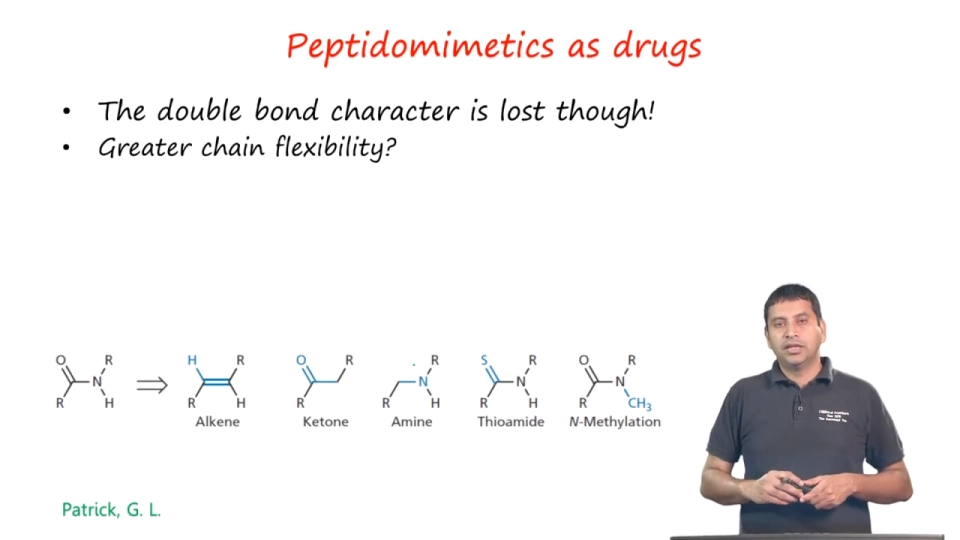 Peptidomimetics as drugs
• The double bond character is lost though!
• Greater chain flexibility?
O R H R O R R S R O R
N N N N
R H R H R R H R H R CH3
Alkene Ketone Amine Thioamide N-Methylation
Patrick, G. L.